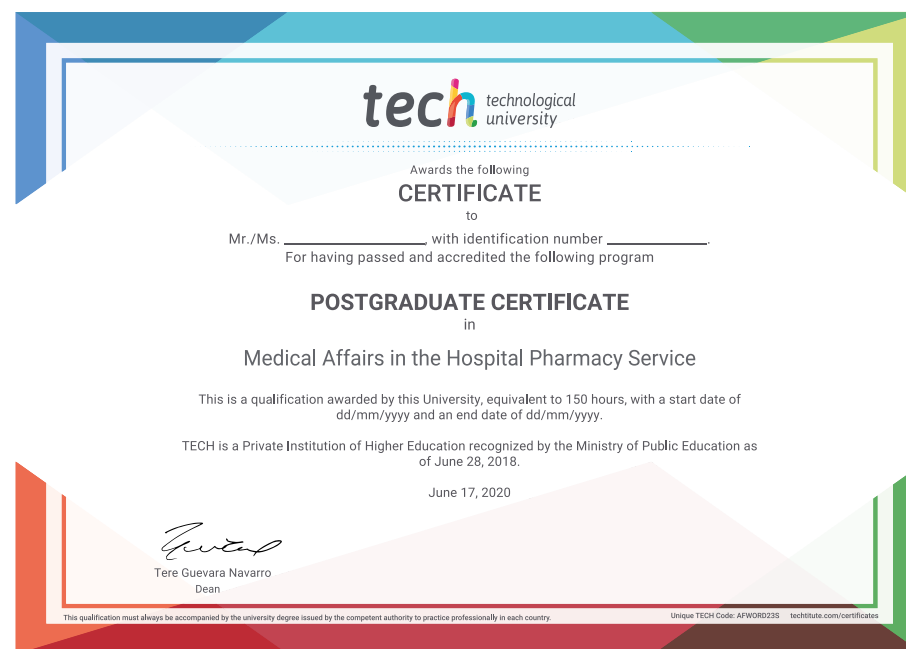 tech technological
university
Awards the following
CERTIFICATE
to
Mr./Ms. ____________, with identification number ____________.
For having passed and accredited the following program
POSTGRADUATE CERTIFICATE
in
Medical Affairs in the Hospital Pharmacy Service
This is a qualification awarded by this University, equivalent to 150 hours, with a start date of
dd/mm/yyyy and an end date of dd/mm/yyyy.
TECH is a Private Institution of Higher Education recognized by the Ministry of Public Education as
of June 28, 2018.
June 17, 2020
Tere Guevara Navarro
Dean
This qualification must always be accompanied by the university degree issued by the competent authority to practice professionally in each country.
Unique TECH Code: AFWORD23S techtitute.com/certificates